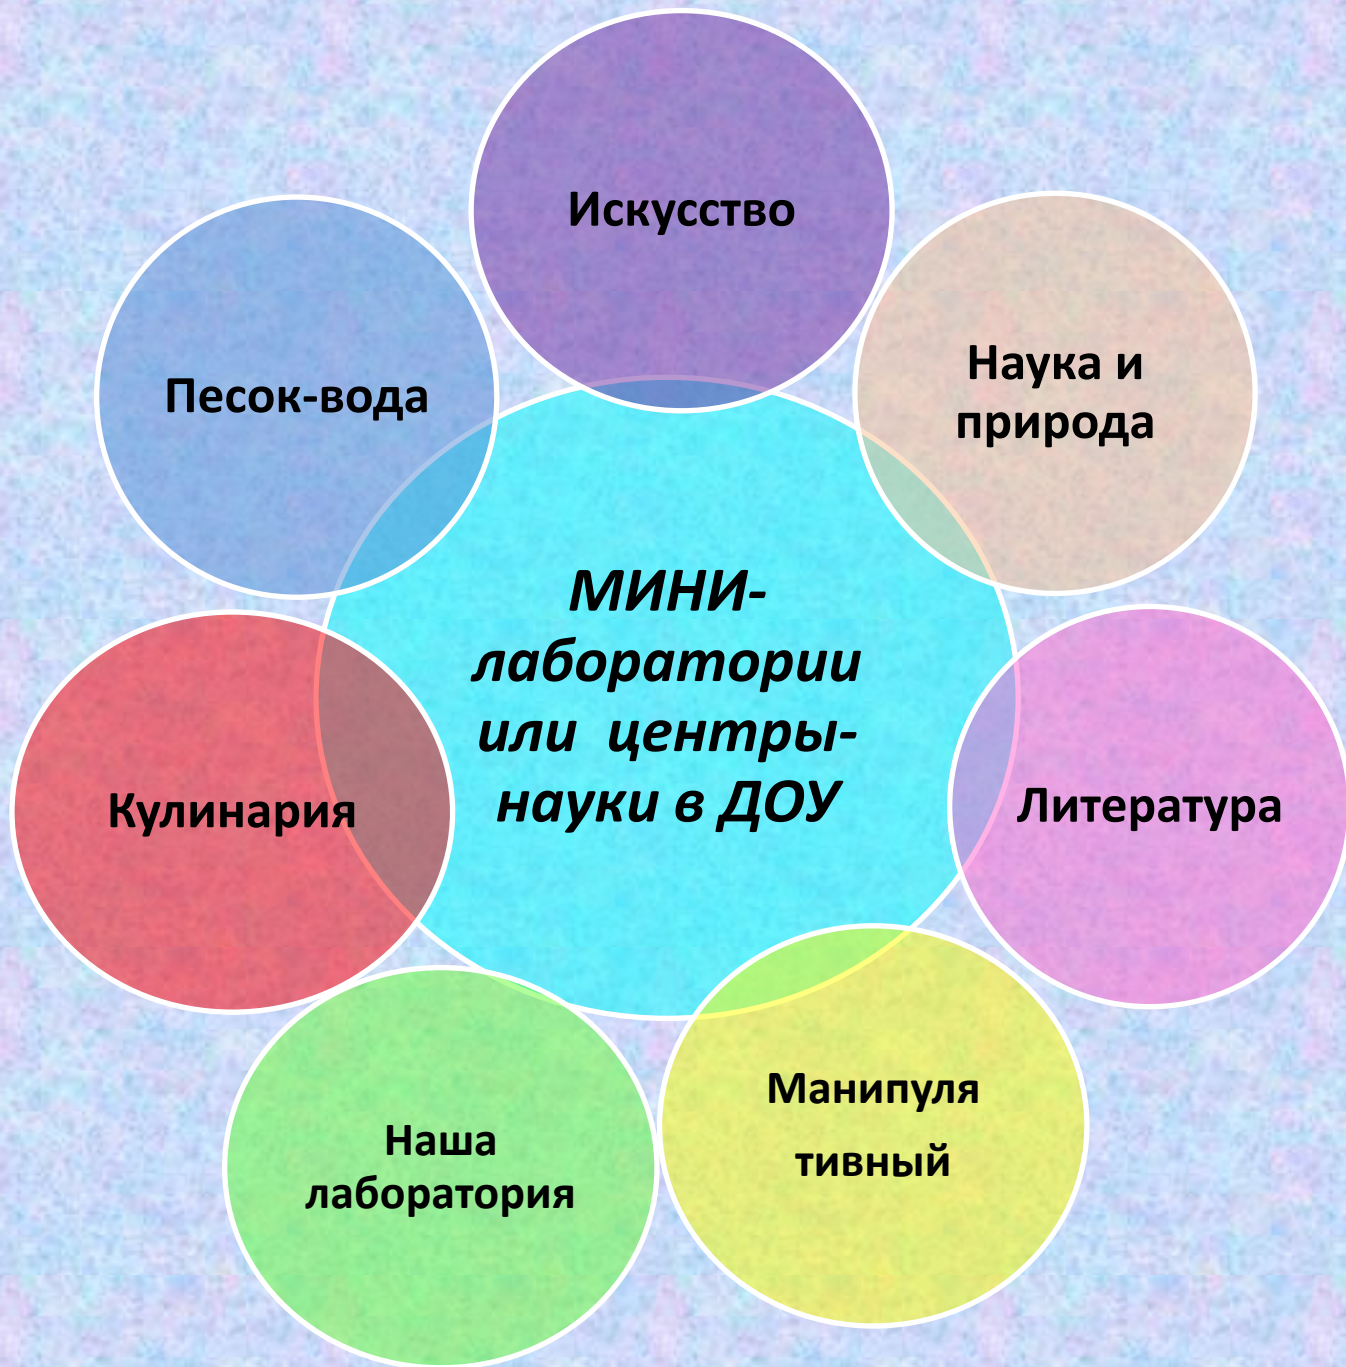 Искусство
Наука и
природа
Песок-вода
МИНИ-
лаборатории
или центры-
науки в ДОУ
Литература
Кулинария
Манипуля
тивный
Наша
лаборатория